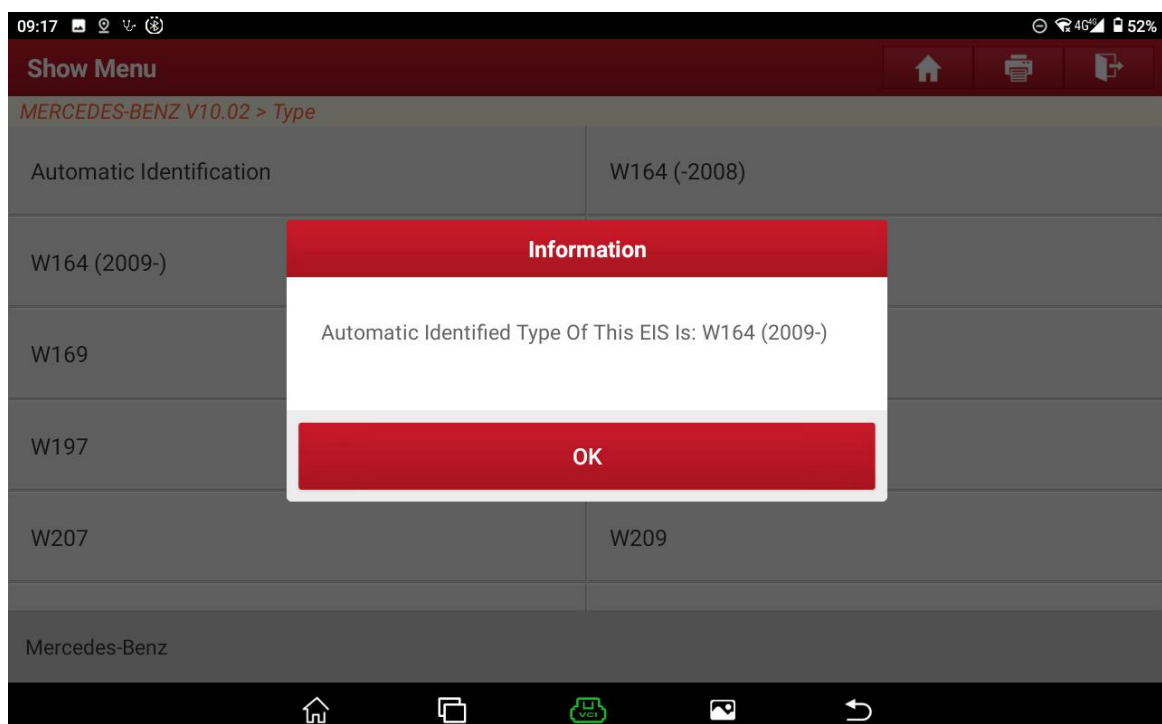 09:17
4G 4G 52%
Show Menu
MERCEDES-BENZ V10.02 > Type
Automatic Identification
W164 (-2008)
W164 (2009-)
Information
Automatic Identified Type Of This EIS Is: W164 (2009-)
W169
W197
OK
W207
W209
Mercedes-Benz
VCI